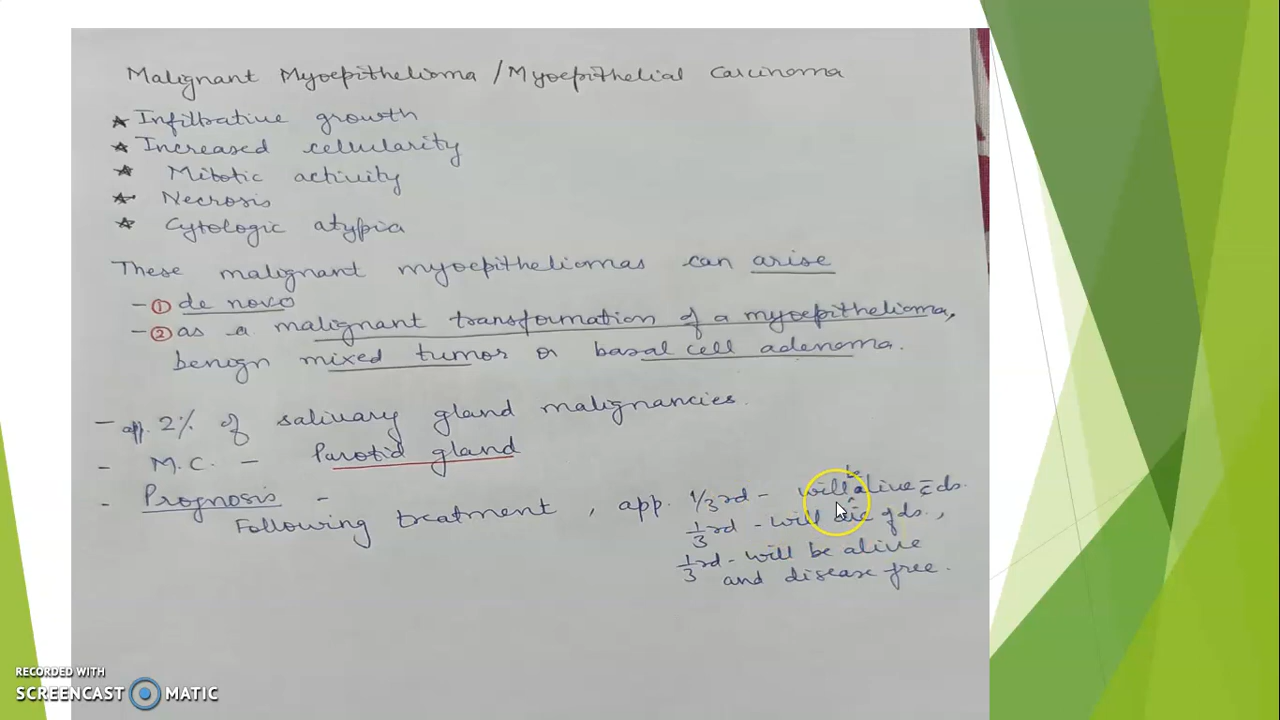 Malignant Myoepithelioma / Myoepithelial Carcinoma
★ Infiltrative growth
★ Increased cellularity
★ Mitotic activity
★ Necrosis
★ Cytologic atypia
These malignant myoepitheliomas can arise
- ① de novo
- ② as a malignant transformation of a myoepithelioma,
benign mixed tumor or basal cell adenoma.
- app. 2% of salivary gland malignancies.
- M.C. - Parotid gland
- Prognosis -
Following treatment, app. 1/3rd - will be alive c̄ ds.
1/3rd - will die of ds.,
1/3rd - will be alive
and disease free.
RECORDED WITH
SCREENCAST MATIC